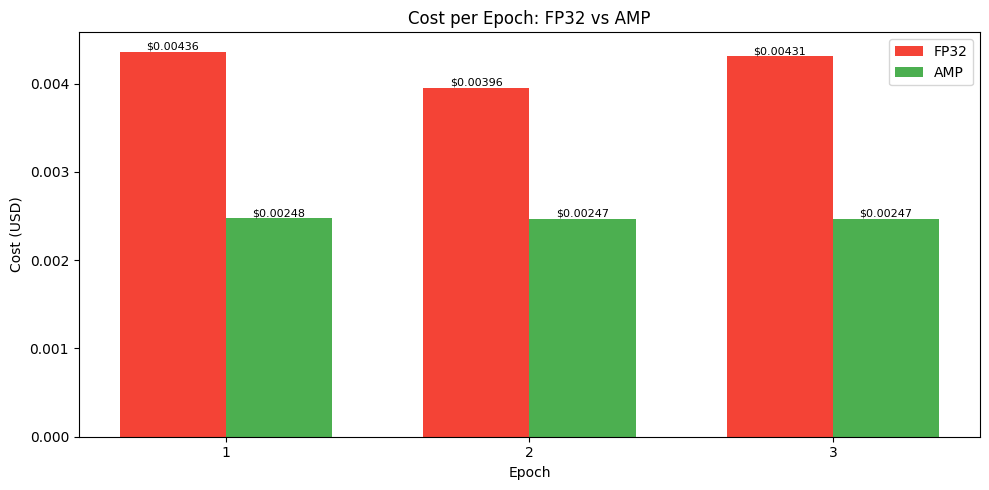 Cost per Epoch: FP32 vs AMP
FP32
AMP
$0.00436
$0.00248
$0.00396
$0.00247
$0.00431
$0.00247
Cost (USD)
0.004
0.003
0.002
0.001
0.000
1
2
3
Epoch